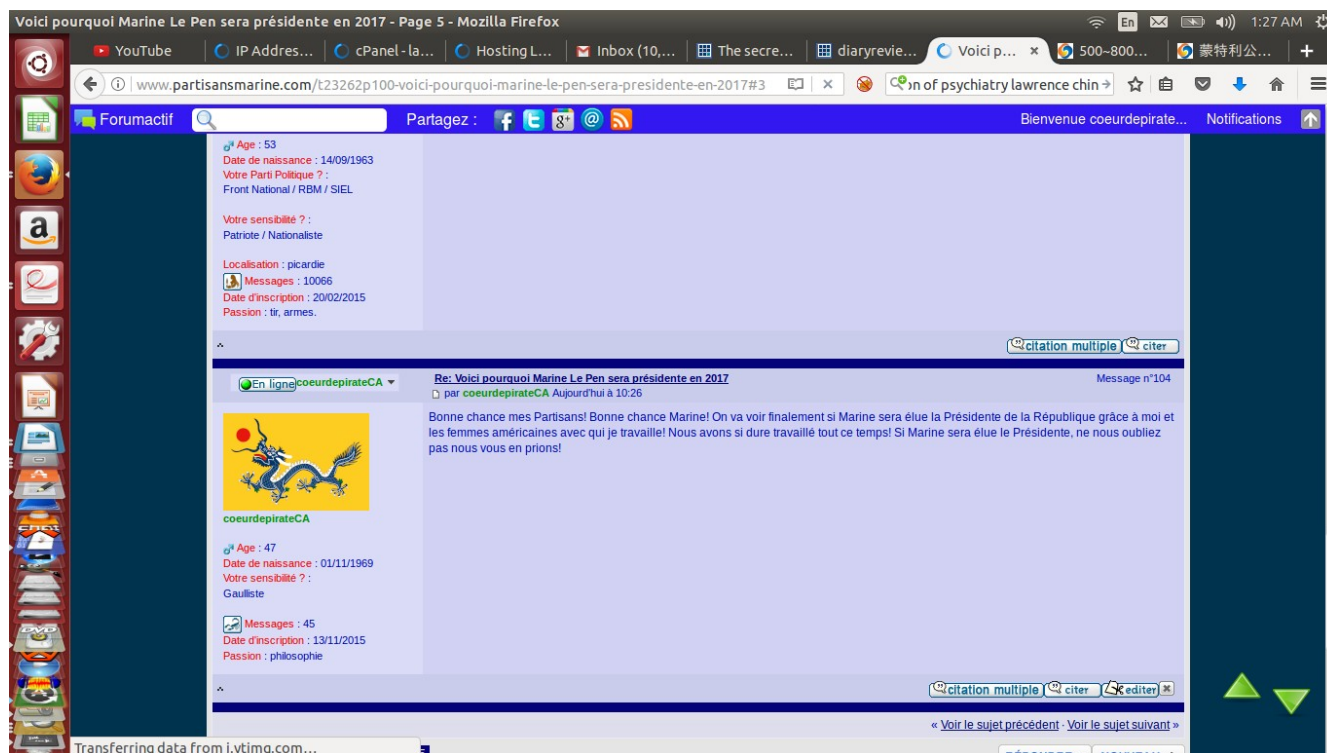 Voici pourquoi Marine Le Pen sera présidente en 2017 - Page 5 - Mozilla Firefox
En
1:27 AM
YouTube
IP Addres...
cPanel - la...
Hosting L...
Inbox (10,...
The secre...
diaryrevie...
Voici p...
500~800...
蒙特利公...
www.partisansmarine.com/t23262p100-voici-pourquoi-marine-le-pen-sera-presidente-en-2017#3
on of psychiatry lawrence chin
Forumactif
Partagez :
Bienvenue coeurdepirate...
Notifications
Age : 53
Date de naissance : 14/09/1963
Votre Parti Politique ? :
Front National / RBM / SIEL
Votre sensibilité ? :
Patriote / Nationaliste
Localisation : picardie
Messages : 10066
Date d'inscription : 20/02/2015
Passion : tir, armes.
citation multiple
citer
En ligne
coeurdepirateCA
Re: Voici pourquoi Marine Le Pen sera présidente en 2017
Message n°104
par coeurdepirateCA Aujourd'hui à 10:26
Bonne chance mes Partisans! Bonne chance Marine! On va voir finalement si Marine sera élue la Présidente de la République grâce à moi et
les femmes américaines avec qui je travaille! Nous avons si dure travaillé tout ce temps! Si Marine sera élue le Présidente, ne nous oubliez
pas nous vous en prions!
coeurdepirateCA
Age : 47
Date de naissance : 01/11/1969
Votre sensibilité ? :
Gaulliste
Messages : 45
Date d'inscription : 13/11/2015
Passion : philosophie
citation multiple
citer
editer
« Voir le sujet précédent · Voir le sujet suivant »
Transferring data from i.ytimg.com...